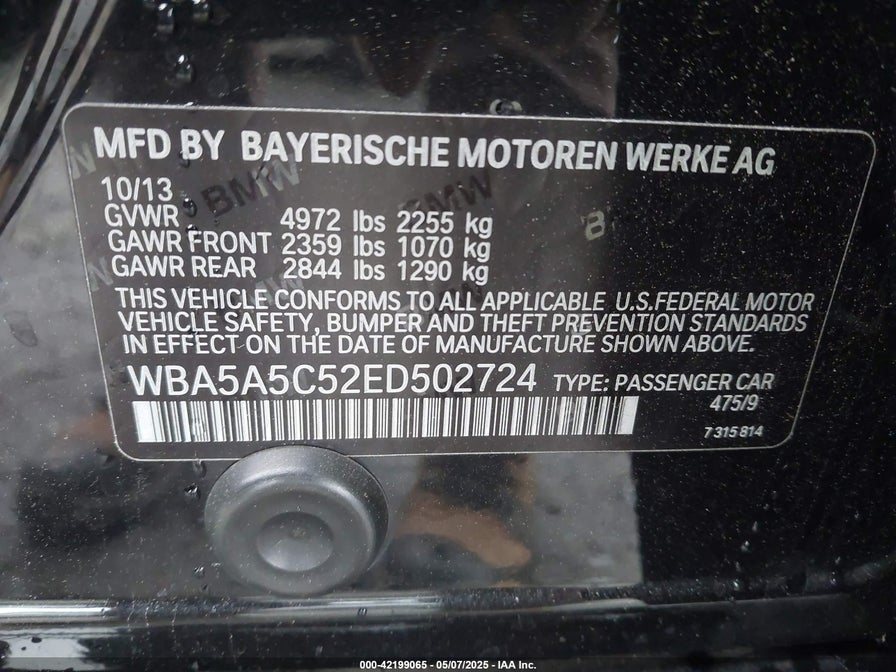 MFD BY BAYERISCHE MOTOREN WERKE AG
10/13
GVWR 4972 lbs 2255 kg
GAWR FRONT 2359 lbs 1070 kg
GAWR REAR 2844 lbs 1290 kg
THIS VEHICLE CONFORMS TO ALL APPLICABLE U.S.FEDERAL MOTOR
VEHICLE SAFETY, BUMPER AND THEFT PREVENTION STANDARDS
IN EFFECT ON THE DATE OF MANUFACTURE SHOWN ABOVE.
WBA5A5C52ED502724 TYPE: PASSENGER CAR
475/9
7 315 814
000-42199065 - 05/07/2025 - IAA Inc.